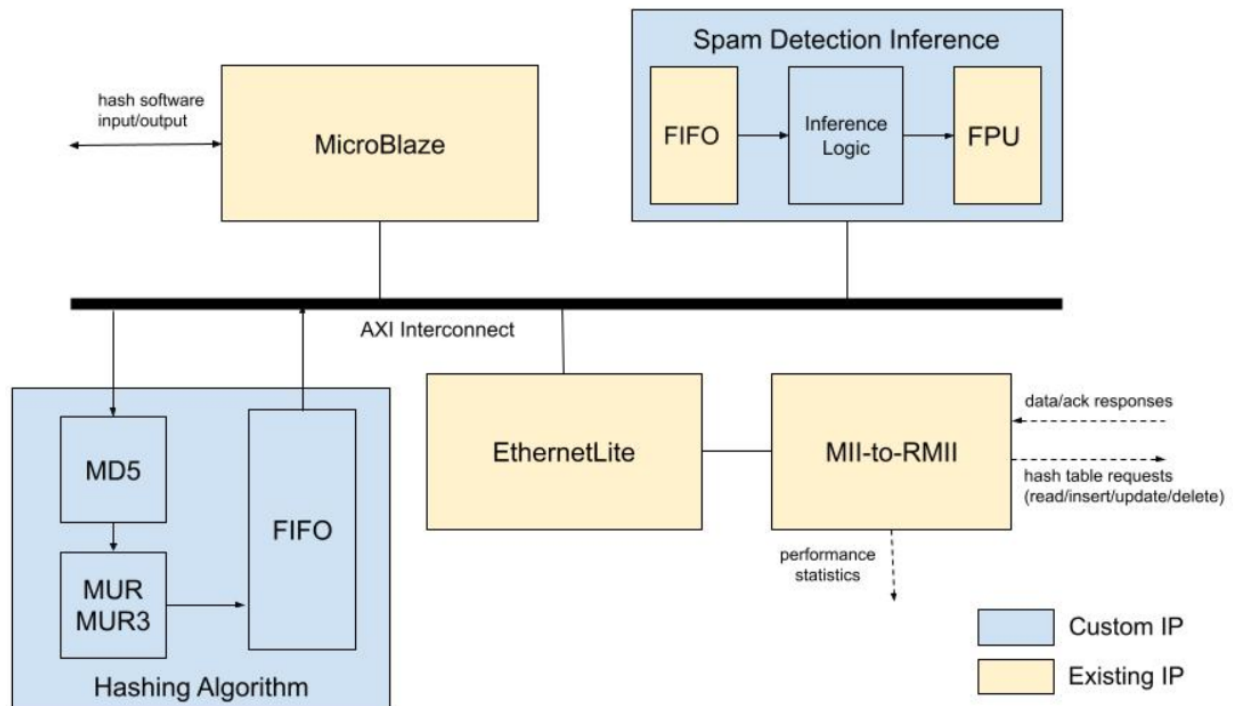 Spam Detection Inference
hash software
input/output
MicroBlaze
FIFO
Inference
Logic
FPU
AXI Interconnect
MD5
FIFO
MUR
MUR3
Hashing Algorithm
EthernetLite
MII-to-RMII
data/ack responses
hash table requests
(read/insert/update/delete)
performance
statistics
Custom IP
Existing IP